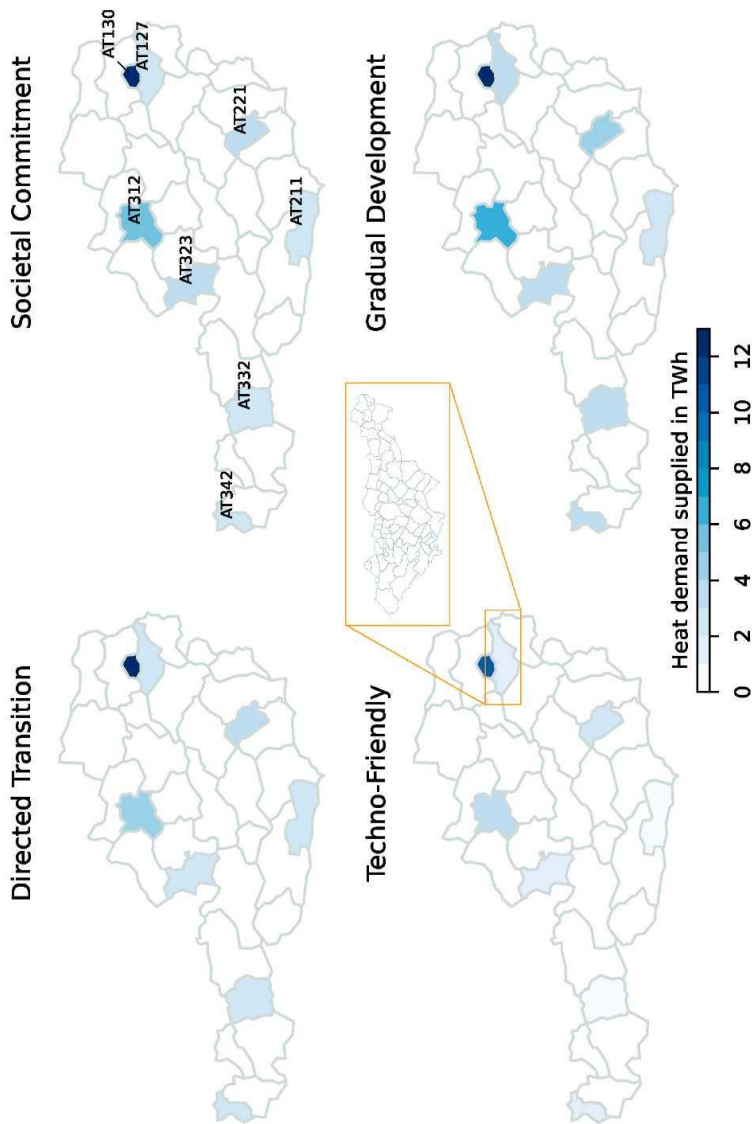 Directed Transition
Societal Commitment
AT130
AT127
AT312
AT323
AT221
AT332
AT342
AT211
Techno-Friendly
Gradual Development
Heat demand supplied in TWh
0 2 4 6 8 10 12